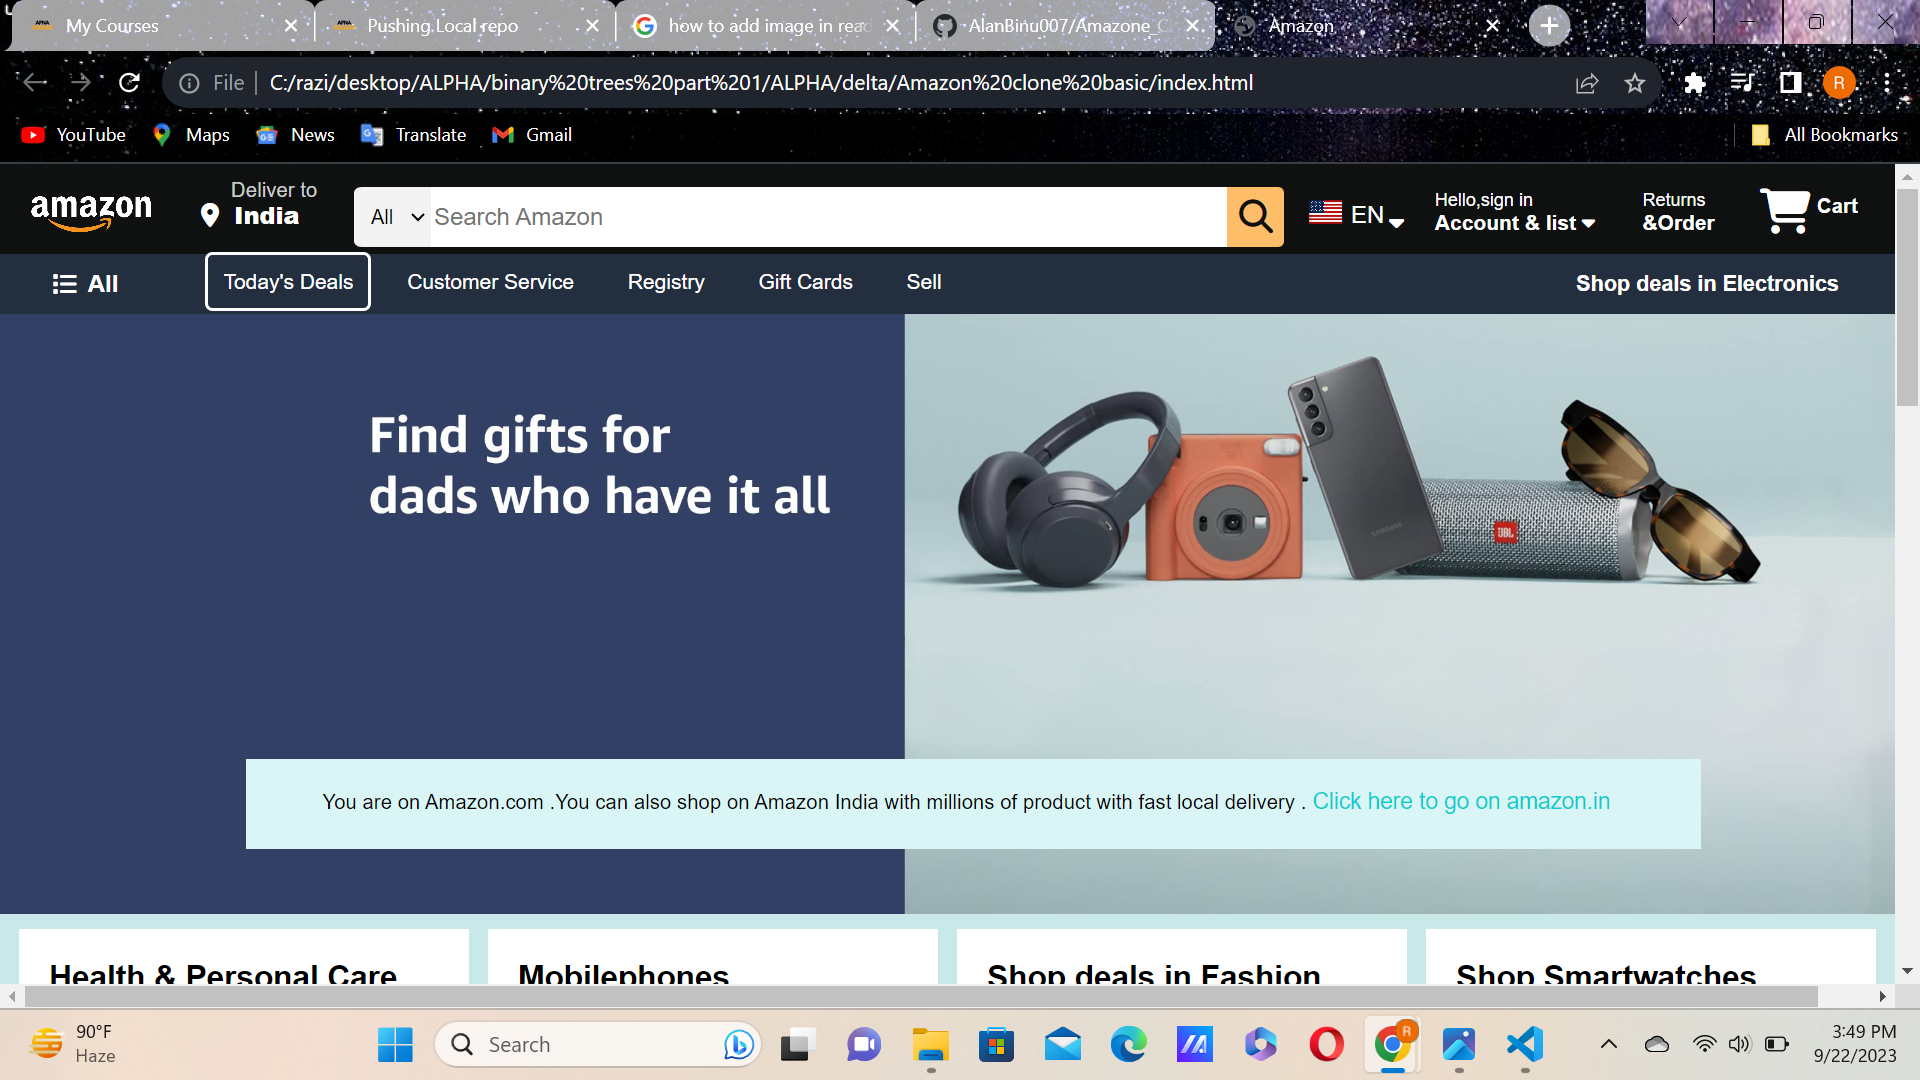 My Courses
Pushing Local repo
how to add image in read
AlanBinu007/Amazone_C
Amazon
File
C:/razi/desktop/ALPHA/binary%20trees%20part%201/ALPHA/delta/Amazon%20clone%20basic/index.html
R
YouTube
Maps
News
Translate
Gmail
All Bookmarks
amazon
Deliver to
India
All
Search Amazon
EN
Hello,sign in
Account & list
Returns
&Order
Cart
All
Today's Deals
Customer Service
Registry
Gift Cards
Sell
Shop deals in Electronics
Find gifts for
dads who have it all
SAMSUNG
JBL
You are on Amazon.com .You can also shop on Amazon India with millions of product with fast local delivery . Click here to go on amazon.in
Health & Personal Care
Mobilephones
Shop deals in Fashion
Shop Smartwatches
90°F
Haze
Search
R
3:49 PM
9/22/2023